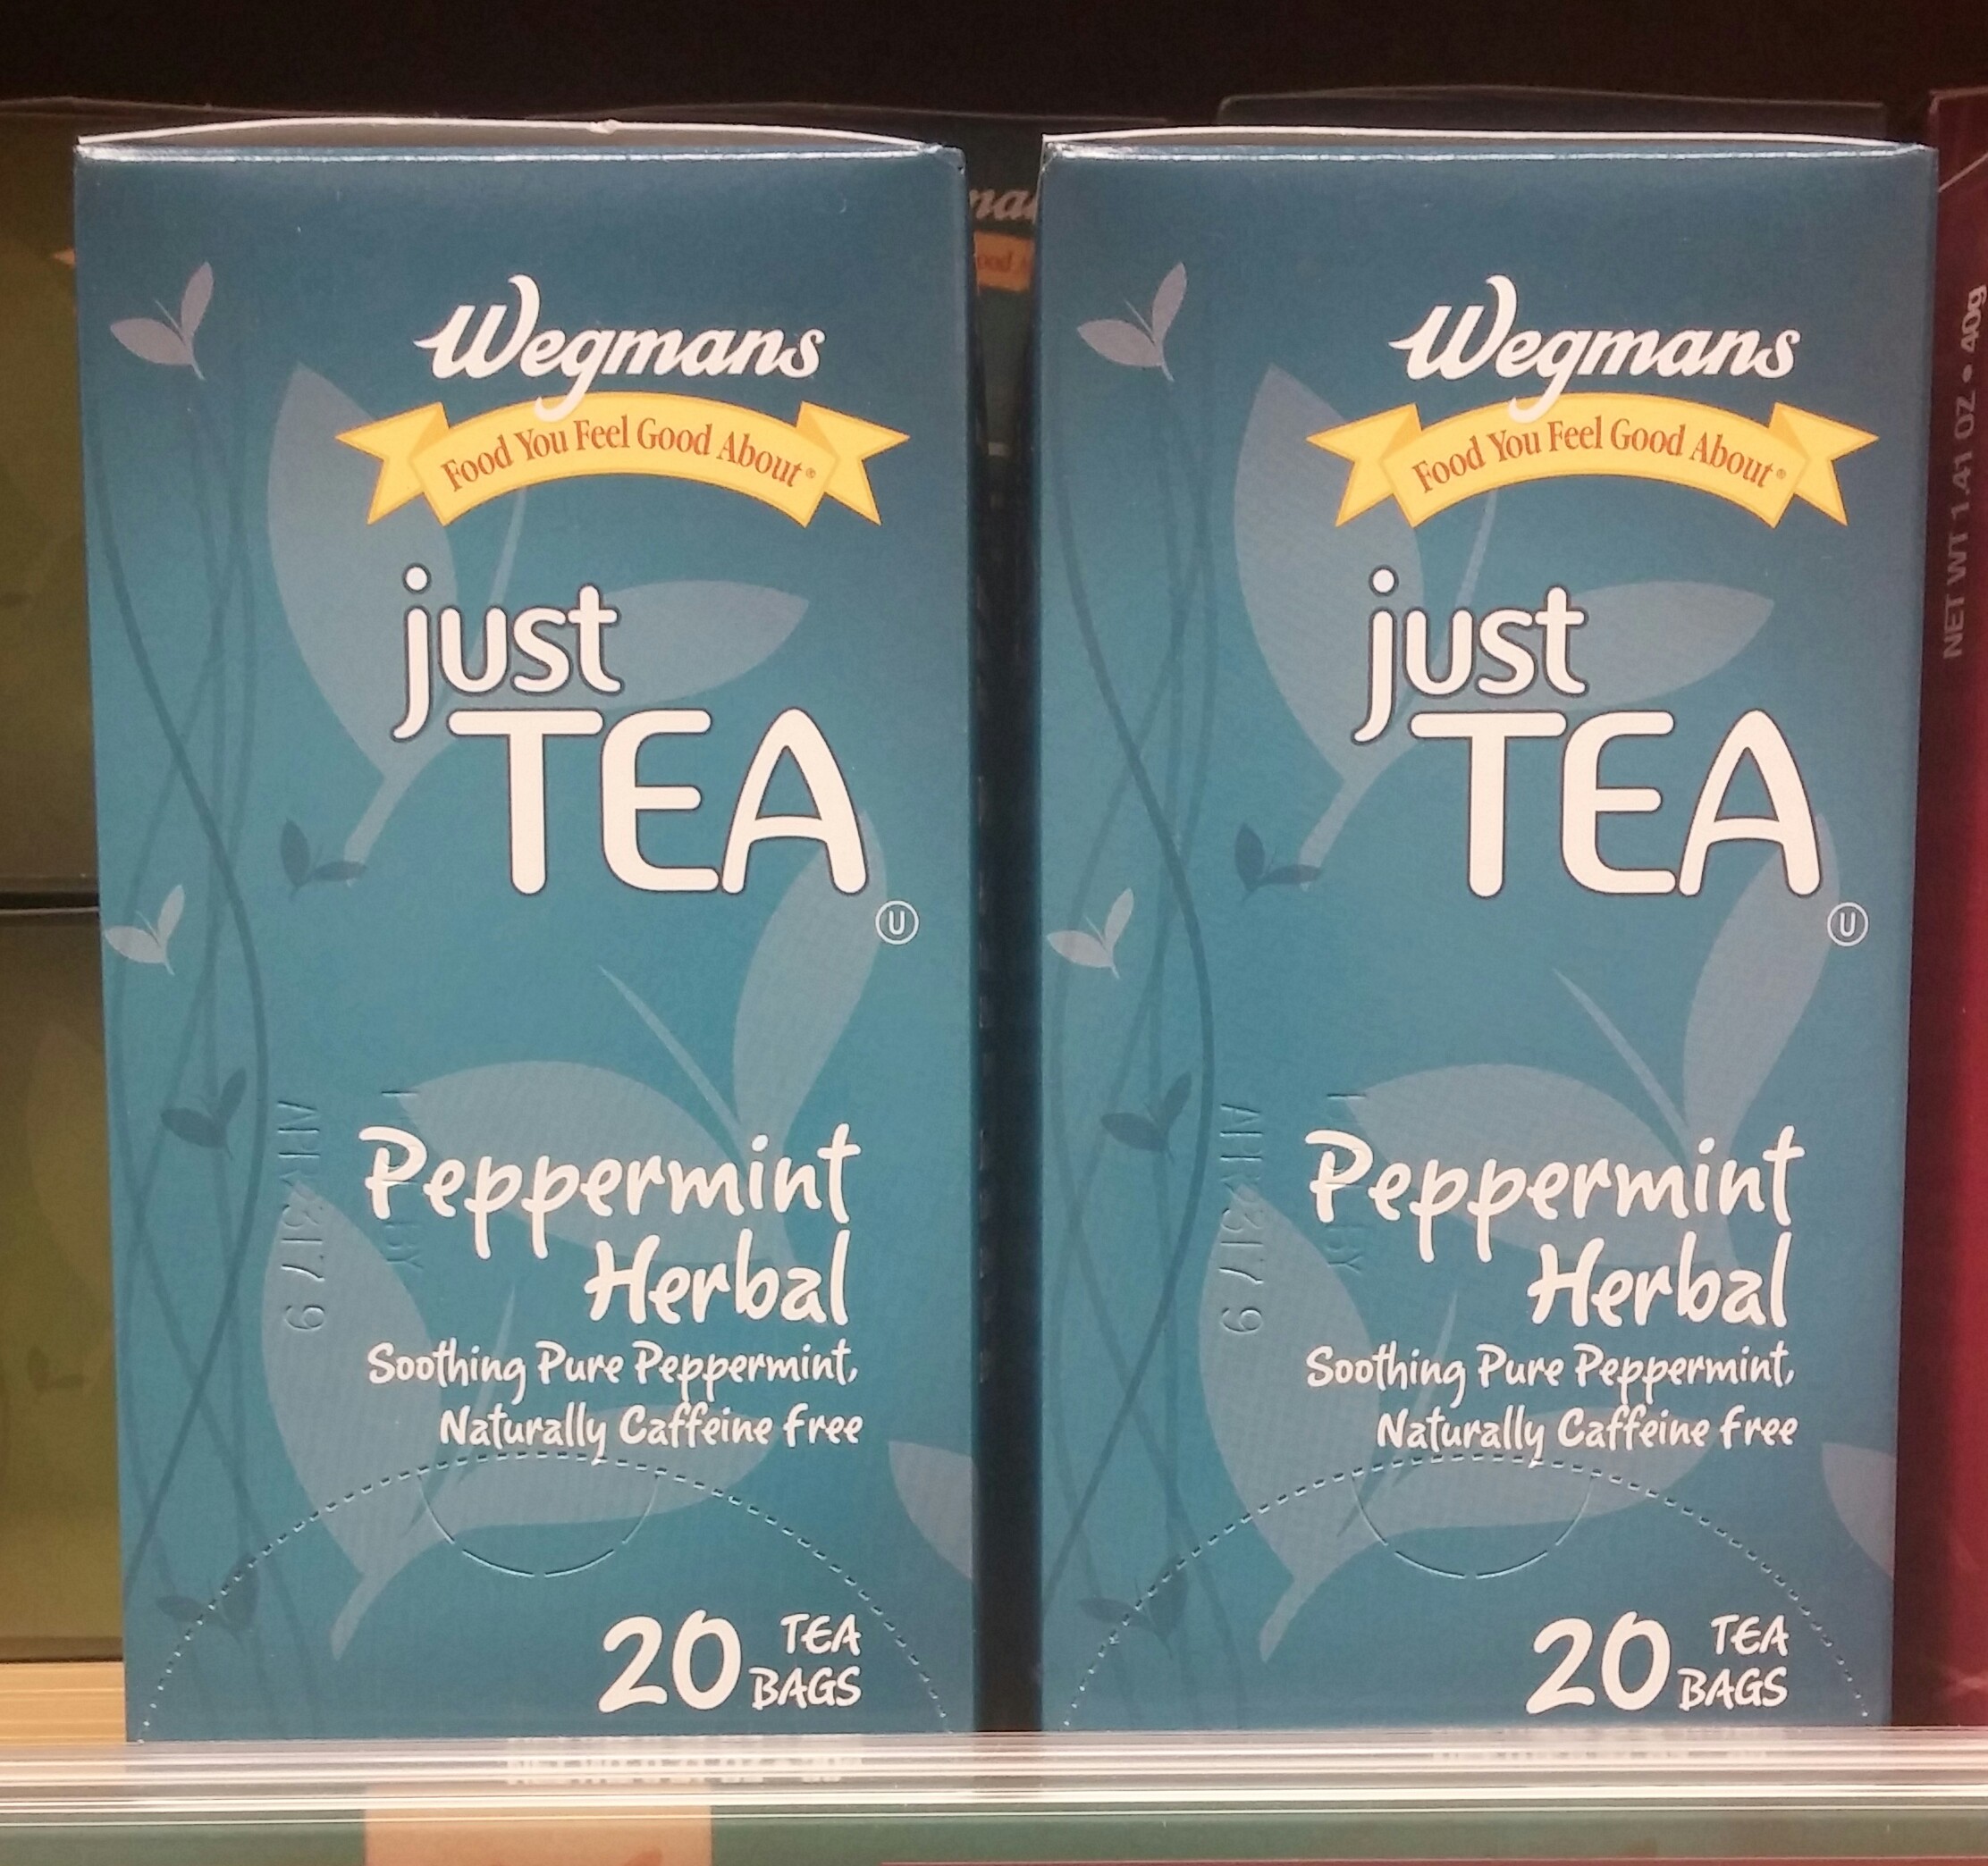 Wegmans
Food You Feel Good About®
just
TEA
U
Peppermint
Herbal
Soothing Pure Peppermint,
Naturally Caffeine Free
20 TEA
BAGS
Wegmans
Food You Feel Good About®
just
TEA
U
Peppermint
Herbal
Soothing Pure Peppermint,
Naturally Caffeine Free
20 TEA
BAGS
NET WT 1.41 OZ • 40g